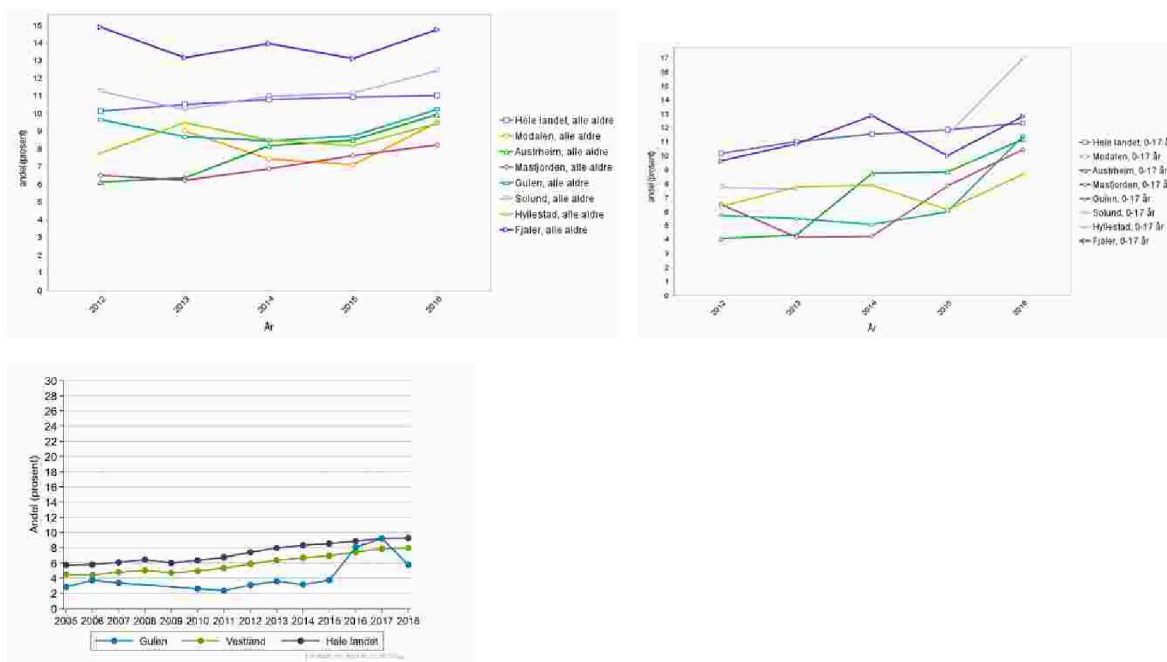 15
14
13
12
11
10
9
8
7
6
5
4
3
2
1
0
andel (prosent)
2012
2013
2014
2015
2016
År
Hele landet, alle aldre
Modalen, alle aldre
Austrheim, alle aldre
Masfjorden, alle aldre
Gulen, alle aldre
Solund, alle aldre
Hyllestad, alle aldre
Fjaler, alle aldre
17
16
15
14
13
12
11
10
9
8
7
6
5
4
3
2
1
0
andel (prosent)
2012
2013
2014
2015
2016
År
Hele landet, 0-17 år
Modalen, 0-17 år
Austrheim, 0-17 år
Masfjorden, 0-17 år
Gulen, 0-17 år
Solund, 0-17 år
Hyllestad, 0-17 år
Fjaler, 0-17 år
30
28
26
24
22
20
18
16
14
12
10
8
6
4
2
0
Andel (prosent)
2005 2006 2007 2008 2009 2010 2011 2012 2013 2014 2015 2016 2017 2018
Gulen Vestland Hele landet